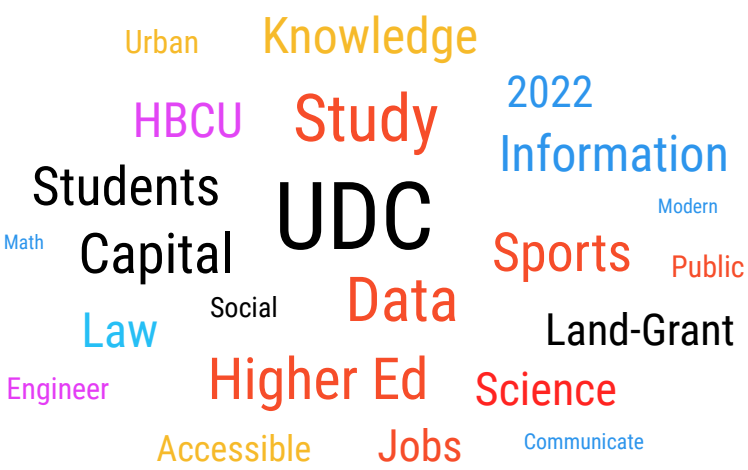 Urban
Knowledge
2022
HBCU
Study
Information
Students
UDC
Modern
Math
Capital
Sports
Public
Social
Data
Law
Land-Grant
Engineer
Higher Ed
Science
Accessible
Jobs
Communicate